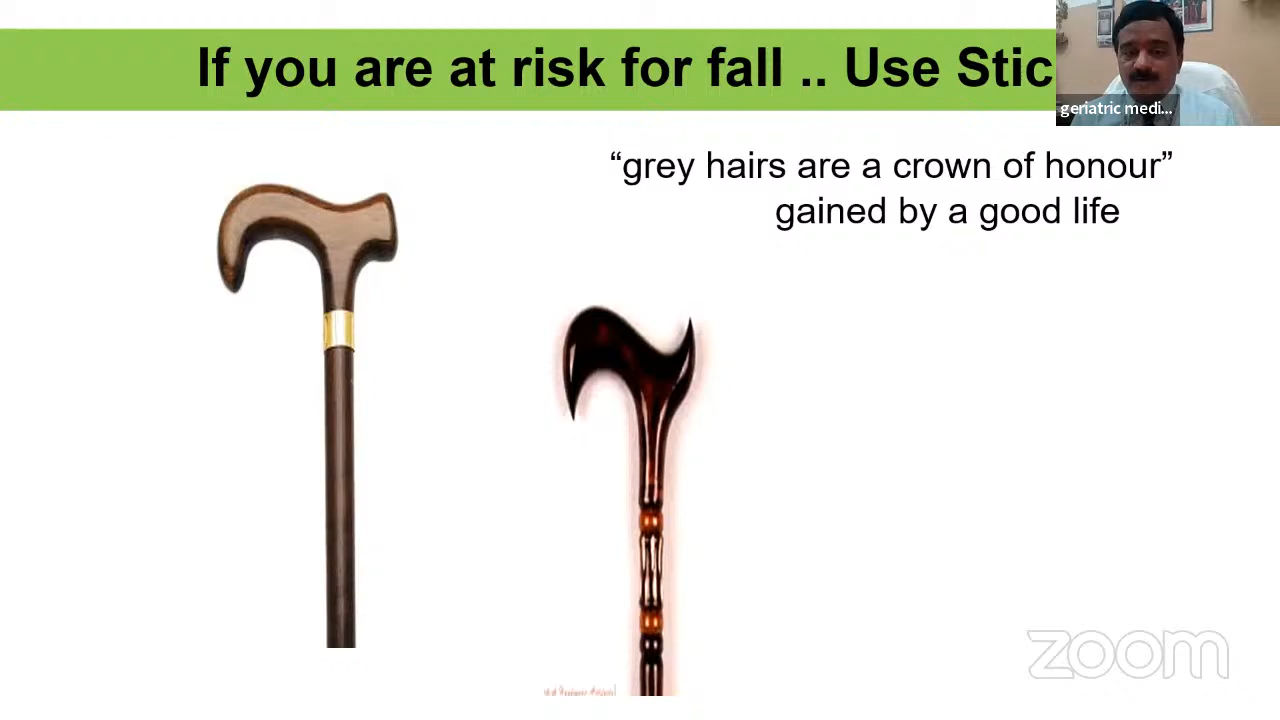 If you are at risk for fall .. Use Stic
geriatric medi...
“grey hairs are a crown of honour”
gained by a good life
zoom